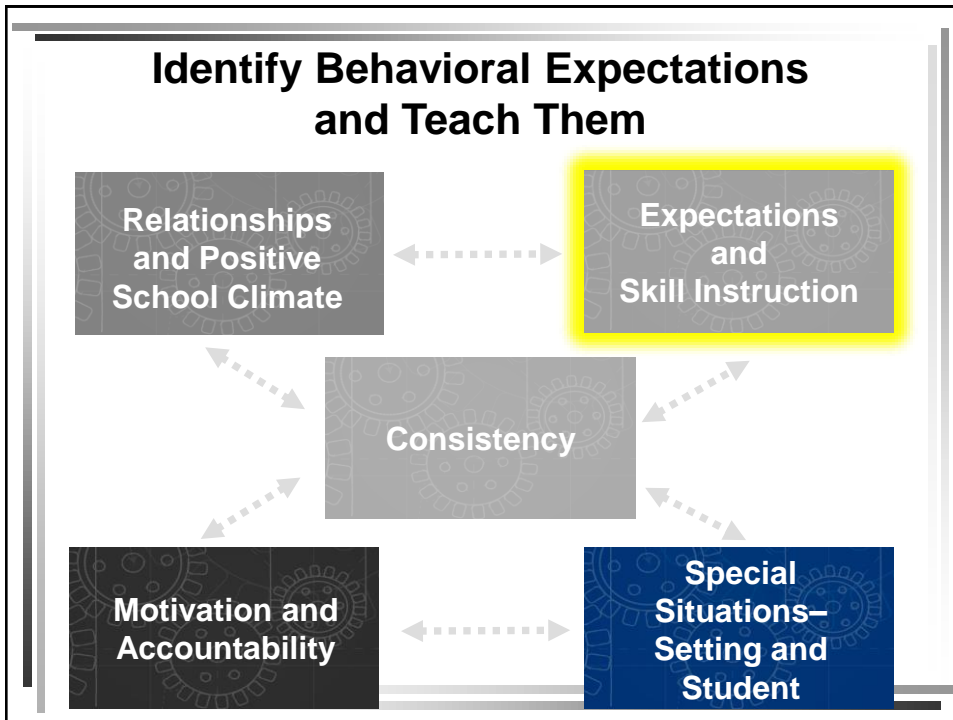 Identify Behavioral Expectations
and Teach Them
Relationships
and Positive
School Climate
Expectations
and
Skill Instruction
Consistency
Motivation and
Accountability
Special
Situations–
Setting and
Student